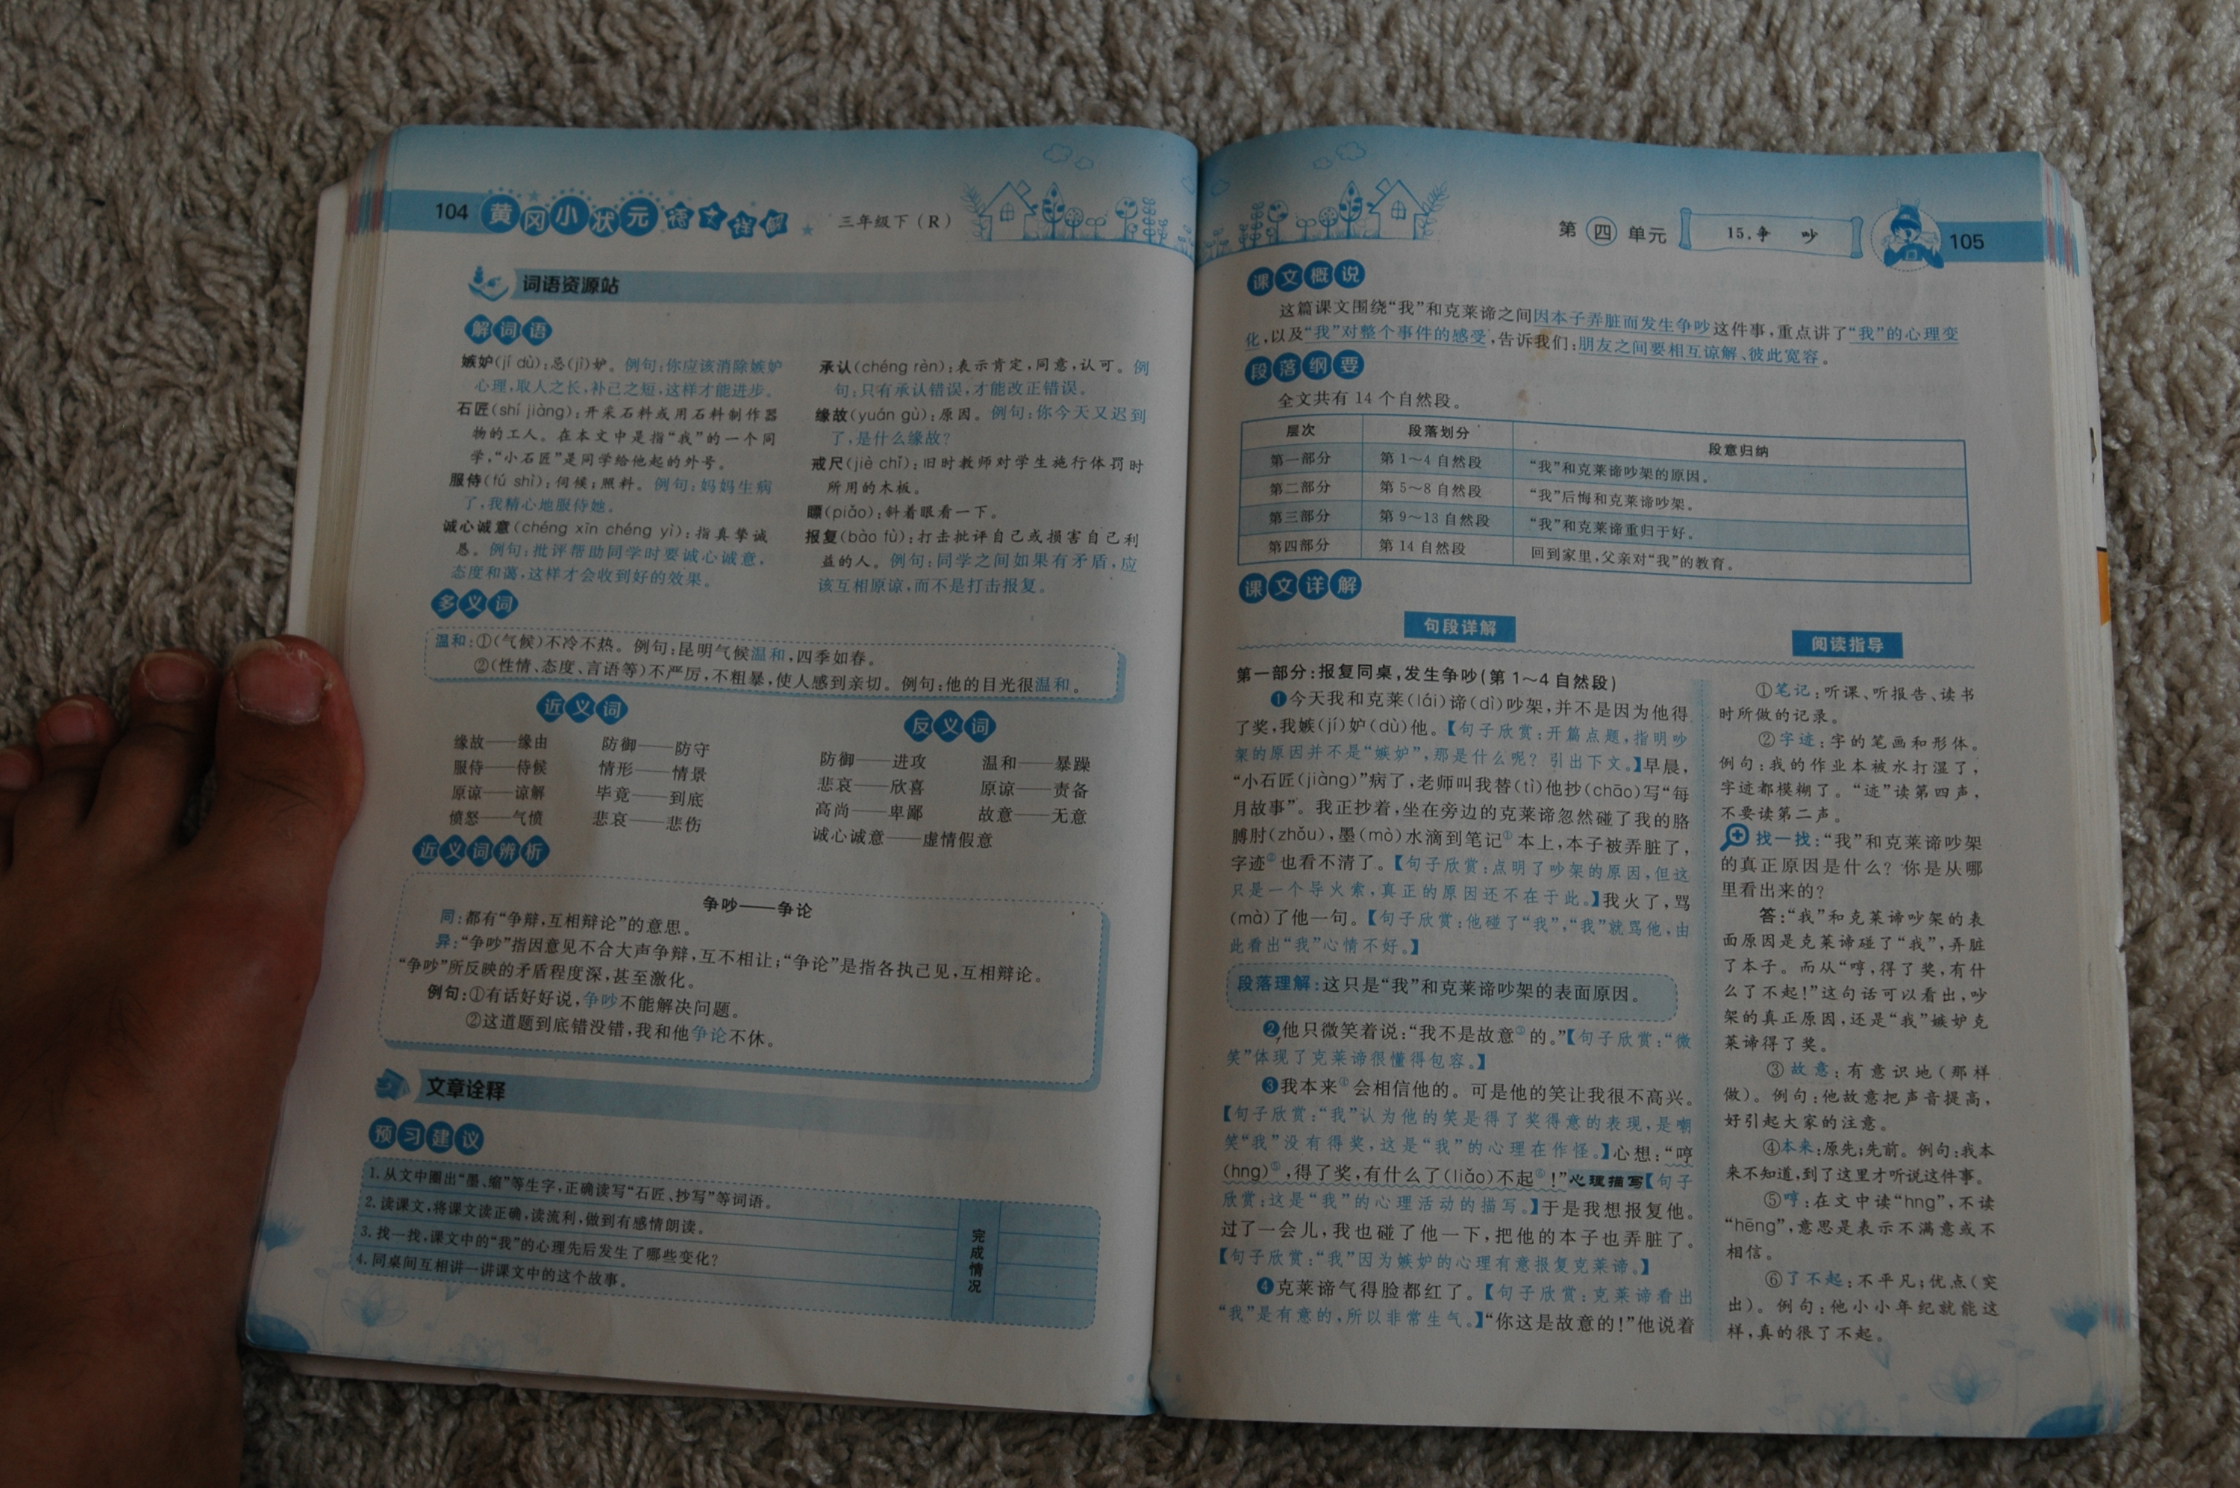 104 黄冈小状元 详解 三年级下(R)
词语资源站
解词语
嫉妒(jí dù):忌(jì)妒。例句:你应该消除嫉妒
心理,取人之长,补己之短,这样才能进步。
石匠(shí jiàng):开采石料或用石料制作器
物的工人。在本文中是指“我”的一个同
学,“小石匠”是同学给他起的外号。
服侍(fú shi):伺候;照料。例句:妈妈生病
了,我精心地服侍她。
诚心诚意(chéng xīn chéng yì):指真挚诚
恳。例句:批评帮助同学时要诚心诚意,
态度和蔼,这样才会收到好的效果。
承认(chéng rèn):表示肯定,同意,认可。例
句:只有承认错误,才能改正错误。
缘故(yuán gù):原因。例句:你今天又迟到
了,是什么缘故?
戒尺(jiè chǐ):旧时教师对学生施行体罚时
所用的木板。
瞟(piǎo):斜着眼看一下。
报复(bào fù):打击批评自己或损害自己利
益的人。例句:同学之间如果有矛盾,应
该互相原谅,而不是打击报复。
多义词
温和:①(气候)不冷不热。例句:昆明气候温和,四季如春。
②(性情、态度、言语等)不严厉,不粗暴,使人感到亲切。例句:他的目光很温和。
近义词
缘故——缘由 防御——防守
服侍——侍候 情形——情景
原谅——谅解 毕竟——到底
愤怒——气愤 悲哀——悲伤
反义词
防御——进攻 温和——暴躁
悲哀——欣喜 原谅——责备
高尚——卑鄙 故意——无意
诚心诚意——虚情假意
近义词辨析
争吵——争论
同:都有“争辩,互相辩论”的意思。
异:“争吵”指因意见不合大声争辩,互不相让;“争论”是指各执己见,互相辩论。
“争吵”所反映的矛盾程度深,甚至激化。
例句:①有话好好说,争吵不能解决问题。
②这道题到底错没错,我和他争论不休。
文章诠释
预习建议
1.从文中圈出“墨、瘤”等生字,正确读写“石匠、抄写”等词语。
2.读课文,将课文读正确,读流利,做到有感情朗读。
3.找一找,课文中的“我”的心理先后发生了哪些变化?
4.同桌间互相讲一讲课文中的这个故事。
完成情况
第四单元 15.争 吵 105
课文概说
这篇课文围绕“我”和克莱谛之间因本子弄脏而发生争吵这件事,重点讲了“我”的心理变
化,以及“我”对整个事件的感受,告诉我们:朋友之间要相互谅解、彼此宽容。
段落纲要
全文共有14个自然段。
层次 段落划分 段意归纳
第一部分 第1~4自然段 “我”和克莱谛吵架的原因。
第二部分 第5~8自然段 “我”后悔和克莱谛吵架。
第三部分 第9~13自然段 “我”和克莱谛重归于好。
第四部分 第14自然段 回到家里,父亲对“我”的教育。
课文详解
句段详解
第一部分:报复同桌,发生争吵(第1~4自然段)
❶今天我和克莱(lái)谛(dì)吵架,并不是因为他得
了奖,我嫉(jí)妒(dù)他。【句子欣赏:开篇点题,指明吵
架的原因并不是“嫉妒”,那是什么呢?引出下文。】早晨,
“小石匠(jiàng)”病了,老师叫我替(tì)他抄(chāo)写“每
月故事”。我正抄着,坐在旁边的克莱谛忽然碰了我的胳
膊肘(zhǒu),墨(mò)水滴到笔记①本上,本子被弄脏了,
字迹②也看不清了。【句子欣赏:点明了吵架的原因,但这
只是一个导火索,真正的原因还不在于此。】我火了,骂
(mà)了他一句。【句子欣赏:他碰了“我”,“我”就骂他,由
此看出“我”心情不好。】
段落理解:这只是“我”和克莱谛吵架的表面原因。
❷他只微笑着说:“我不是故意③的。”【句子欣赏:“微
笑”体现了克莱谛很懂得包容。】
❸我本来④会相信他的。可是他的笑让我很不高兴。
【句子欣赏:“我”认为他的笑是得了奖得意的表现,是嘲
笑“我”没有得奖,这是“我”的心理在作怪。】心想:“哼
(hng)⑤,得了奖,有什么了(liǎo)不起⑥!”心理描写【句子
欣赏:这是“我”的心理活动的描写。】于是我想报复他。
过了一会儿,我也碰了他一下,把他的本子也弄脏了。
【句子欣赏:“我”因为嫉妒的心理有意报复克莱谛。】
❹克莱谛气得脸都红了。【句子欣赏:克莱谛看出
“我”是有意的,所以非常生气。】“你这是故意的!”他说着
阅读指导
①笔记:听课、听报告、读书
时所做的记录。
②字迹:字的笔画和形体。
例句:我的作业本被水打湿了,
字迹都模糊了。“迹”读第四声,
不要读第二声。
找一找:“我”和克莱谛吵架
的真正原因是什么?你是从哪
里看出来的?
答:“我”和克莱谛吵架的表
面原因是克莱谛碰了“我”,弄脏
了本子。而从“哼,得了奖,有什
么了不起!”这句话可以看出,吵
架的真正原因,还是“我”嫉妒克
莱谛得了奖。
③故意:有意识地(那样
做)。例句:他故意把声音提高,
好引起大家的注意。
④本来:原先;先前。例句:我本
来不知道,到了这里才听说这件事。
⑤哼:在文中读“hng”,不读
“hēng”,意思是表示不满意或不
相信。
⑥了不起:不平凡;优点(突
出)。例句:他小小年纪就能这
样,真的很了不起。